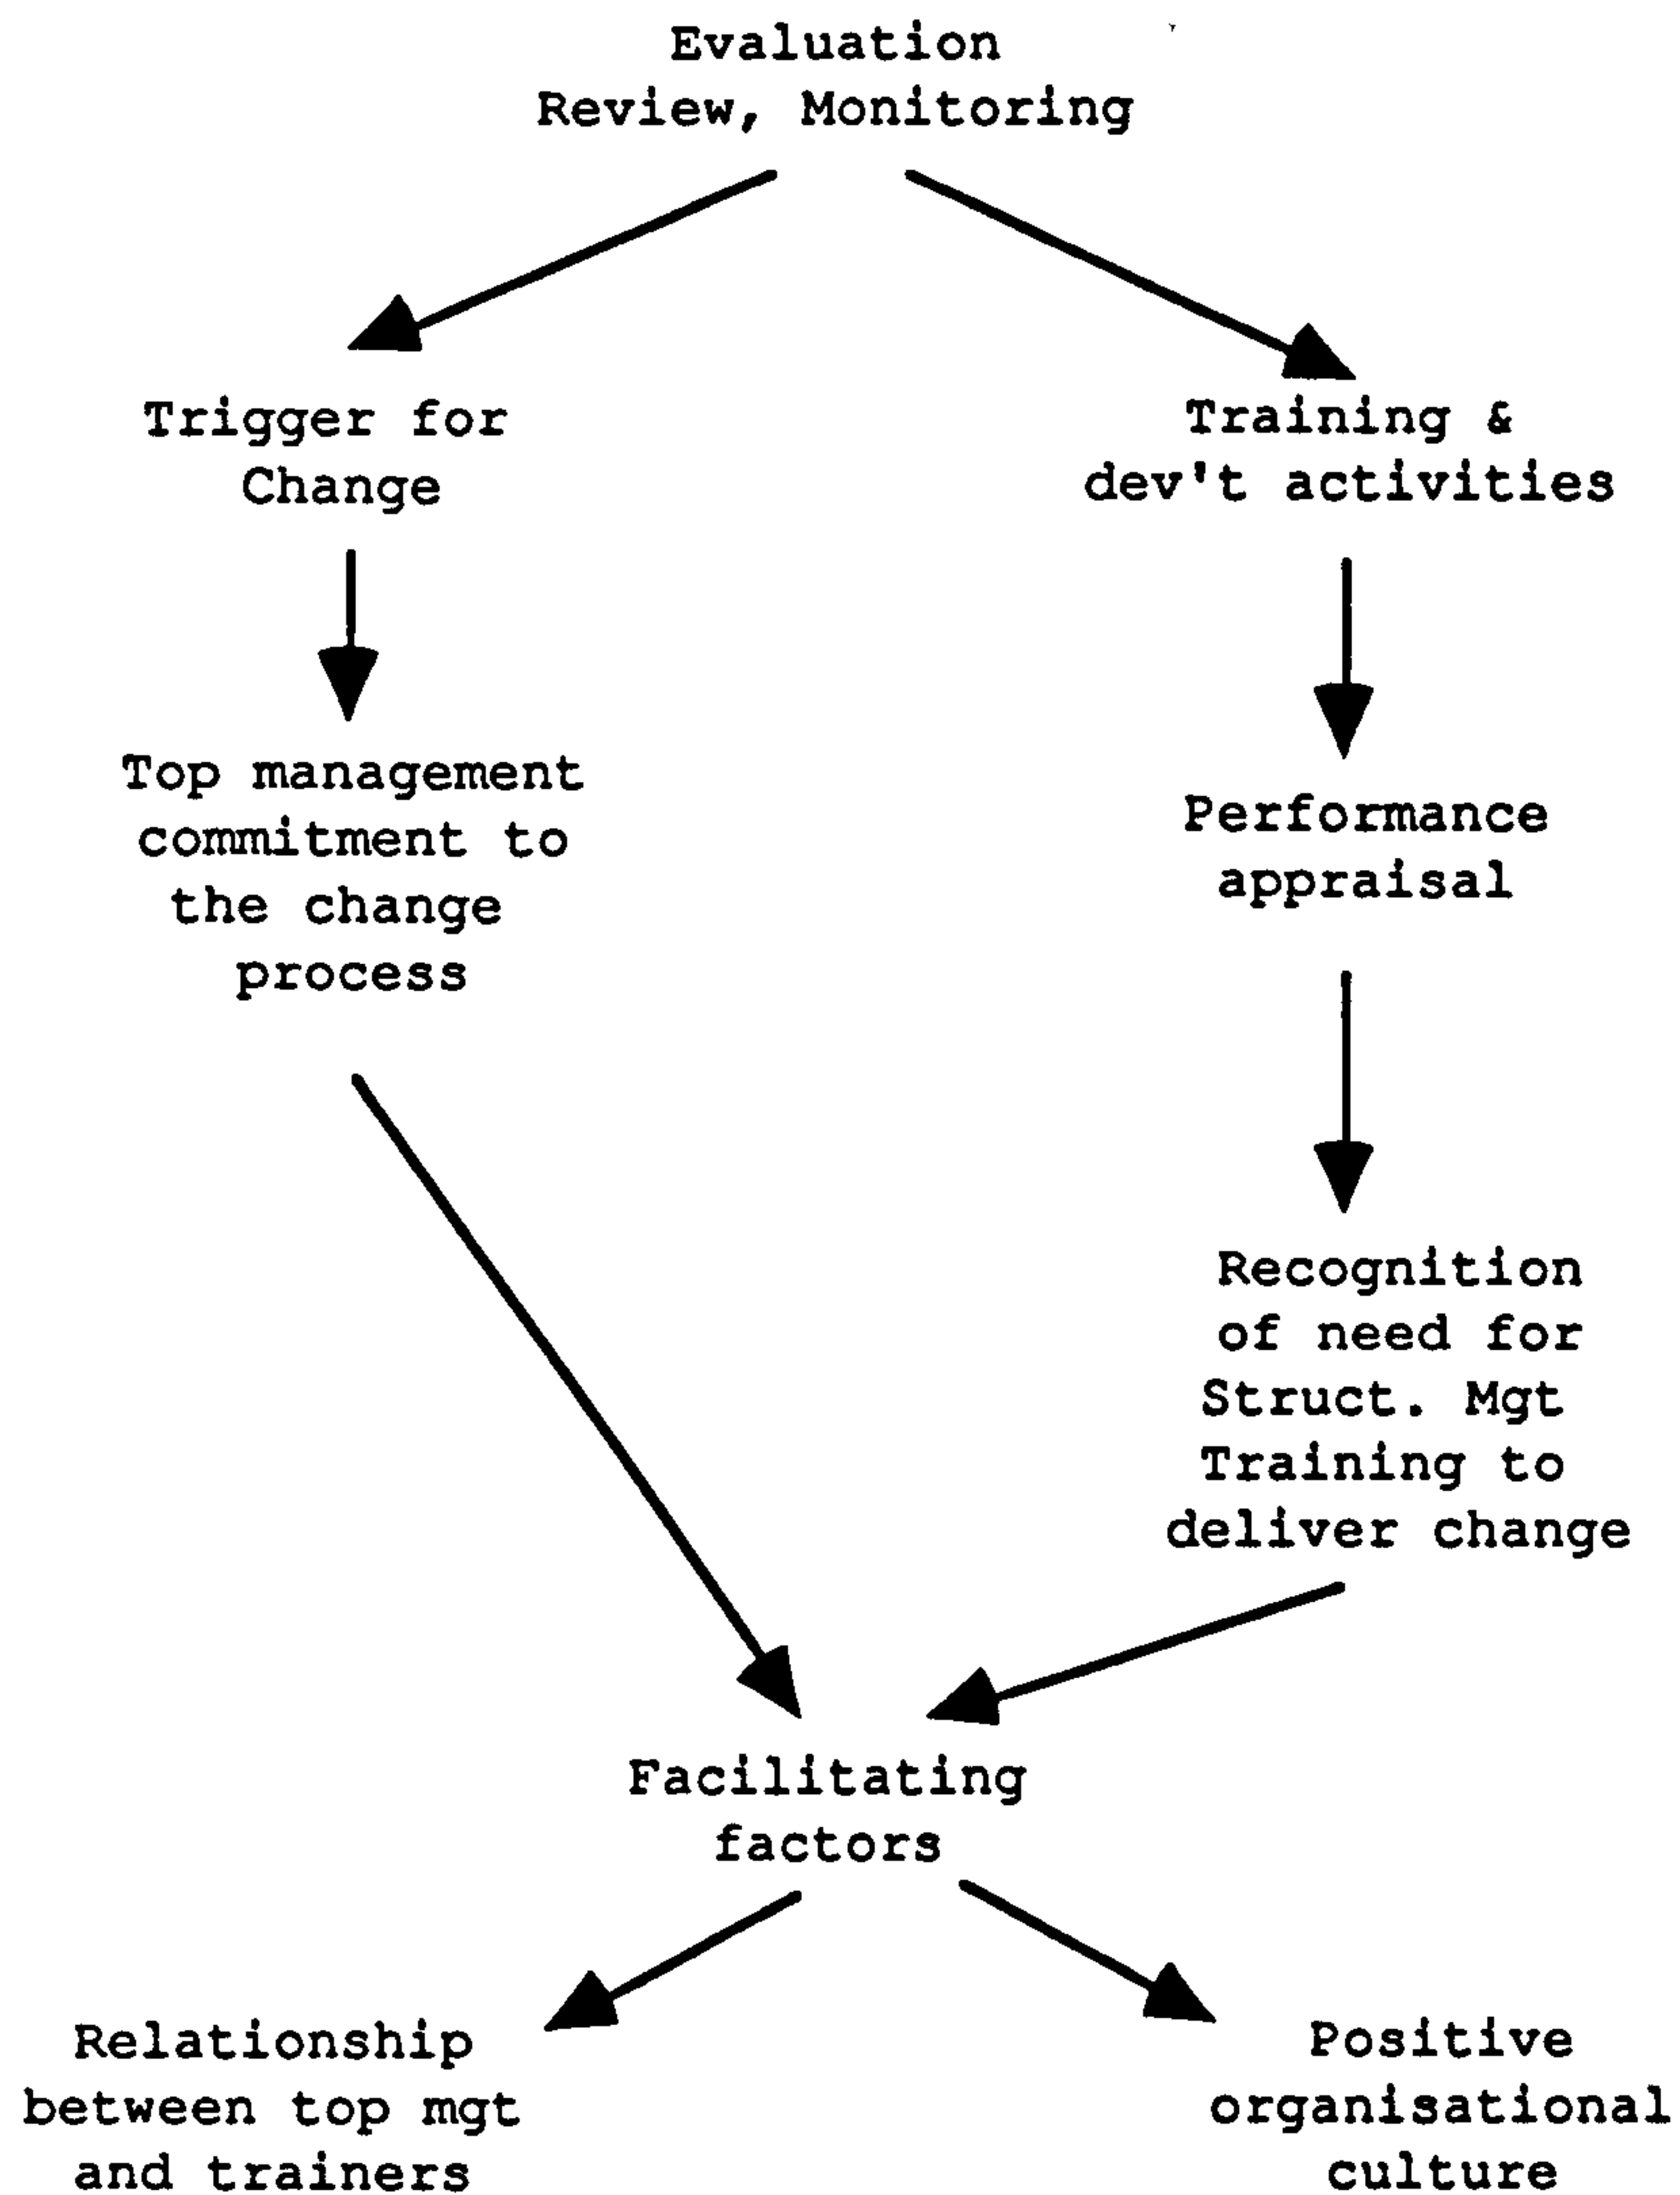 Evaluation
Review, Monitoring
Trigger for
Change
Training &
dev't activities
Top management
commitment to
the change
process
Performance
appraisal
Recognition
of need for
Struct. Mgt
Training to
deliver change
Facilitating
factors
Relationship
between top mgt
and trainers
Positive
organisational
culture